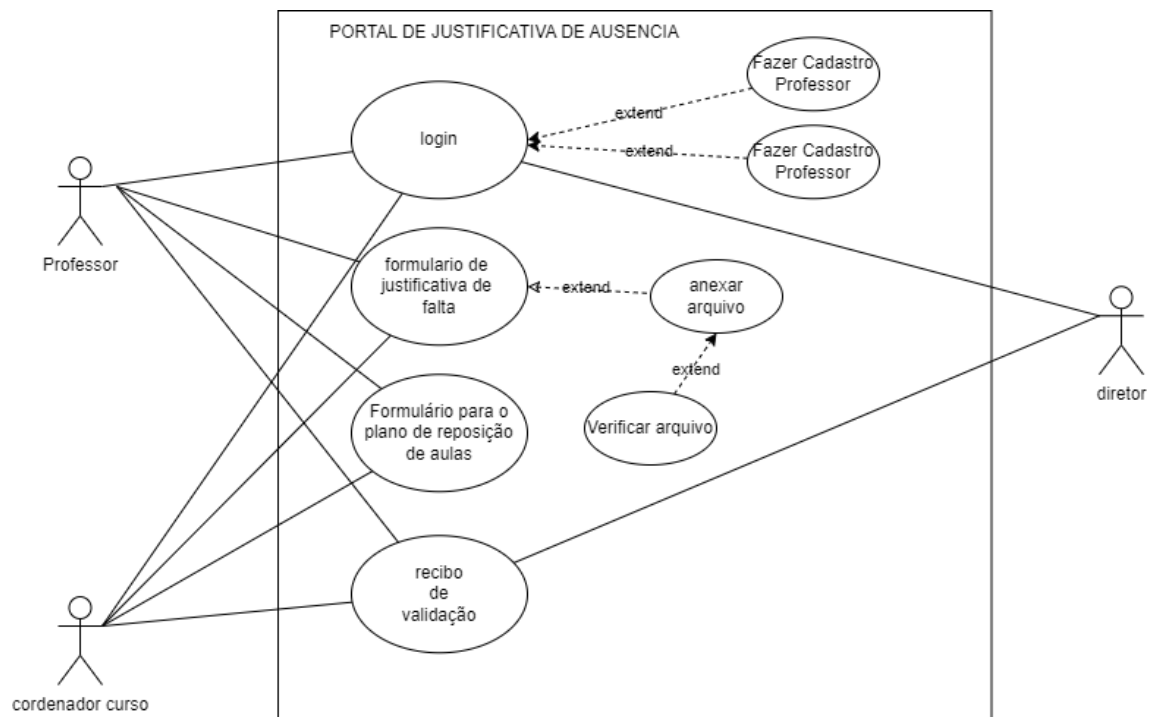 PORTAL DE JUSTIFICATIVA DE AUSENCIA
Fazer Cadastro
Professor
extend
login
extend
Fazer Cadastro
Professor
Professor
formulario de
justificativa de
falta
extend
anexar
arquivo
extend
diretor
Formulário para o
plano de reposição
de aulas
Verificar arquivo
recibo
de
validação
cordenador curso